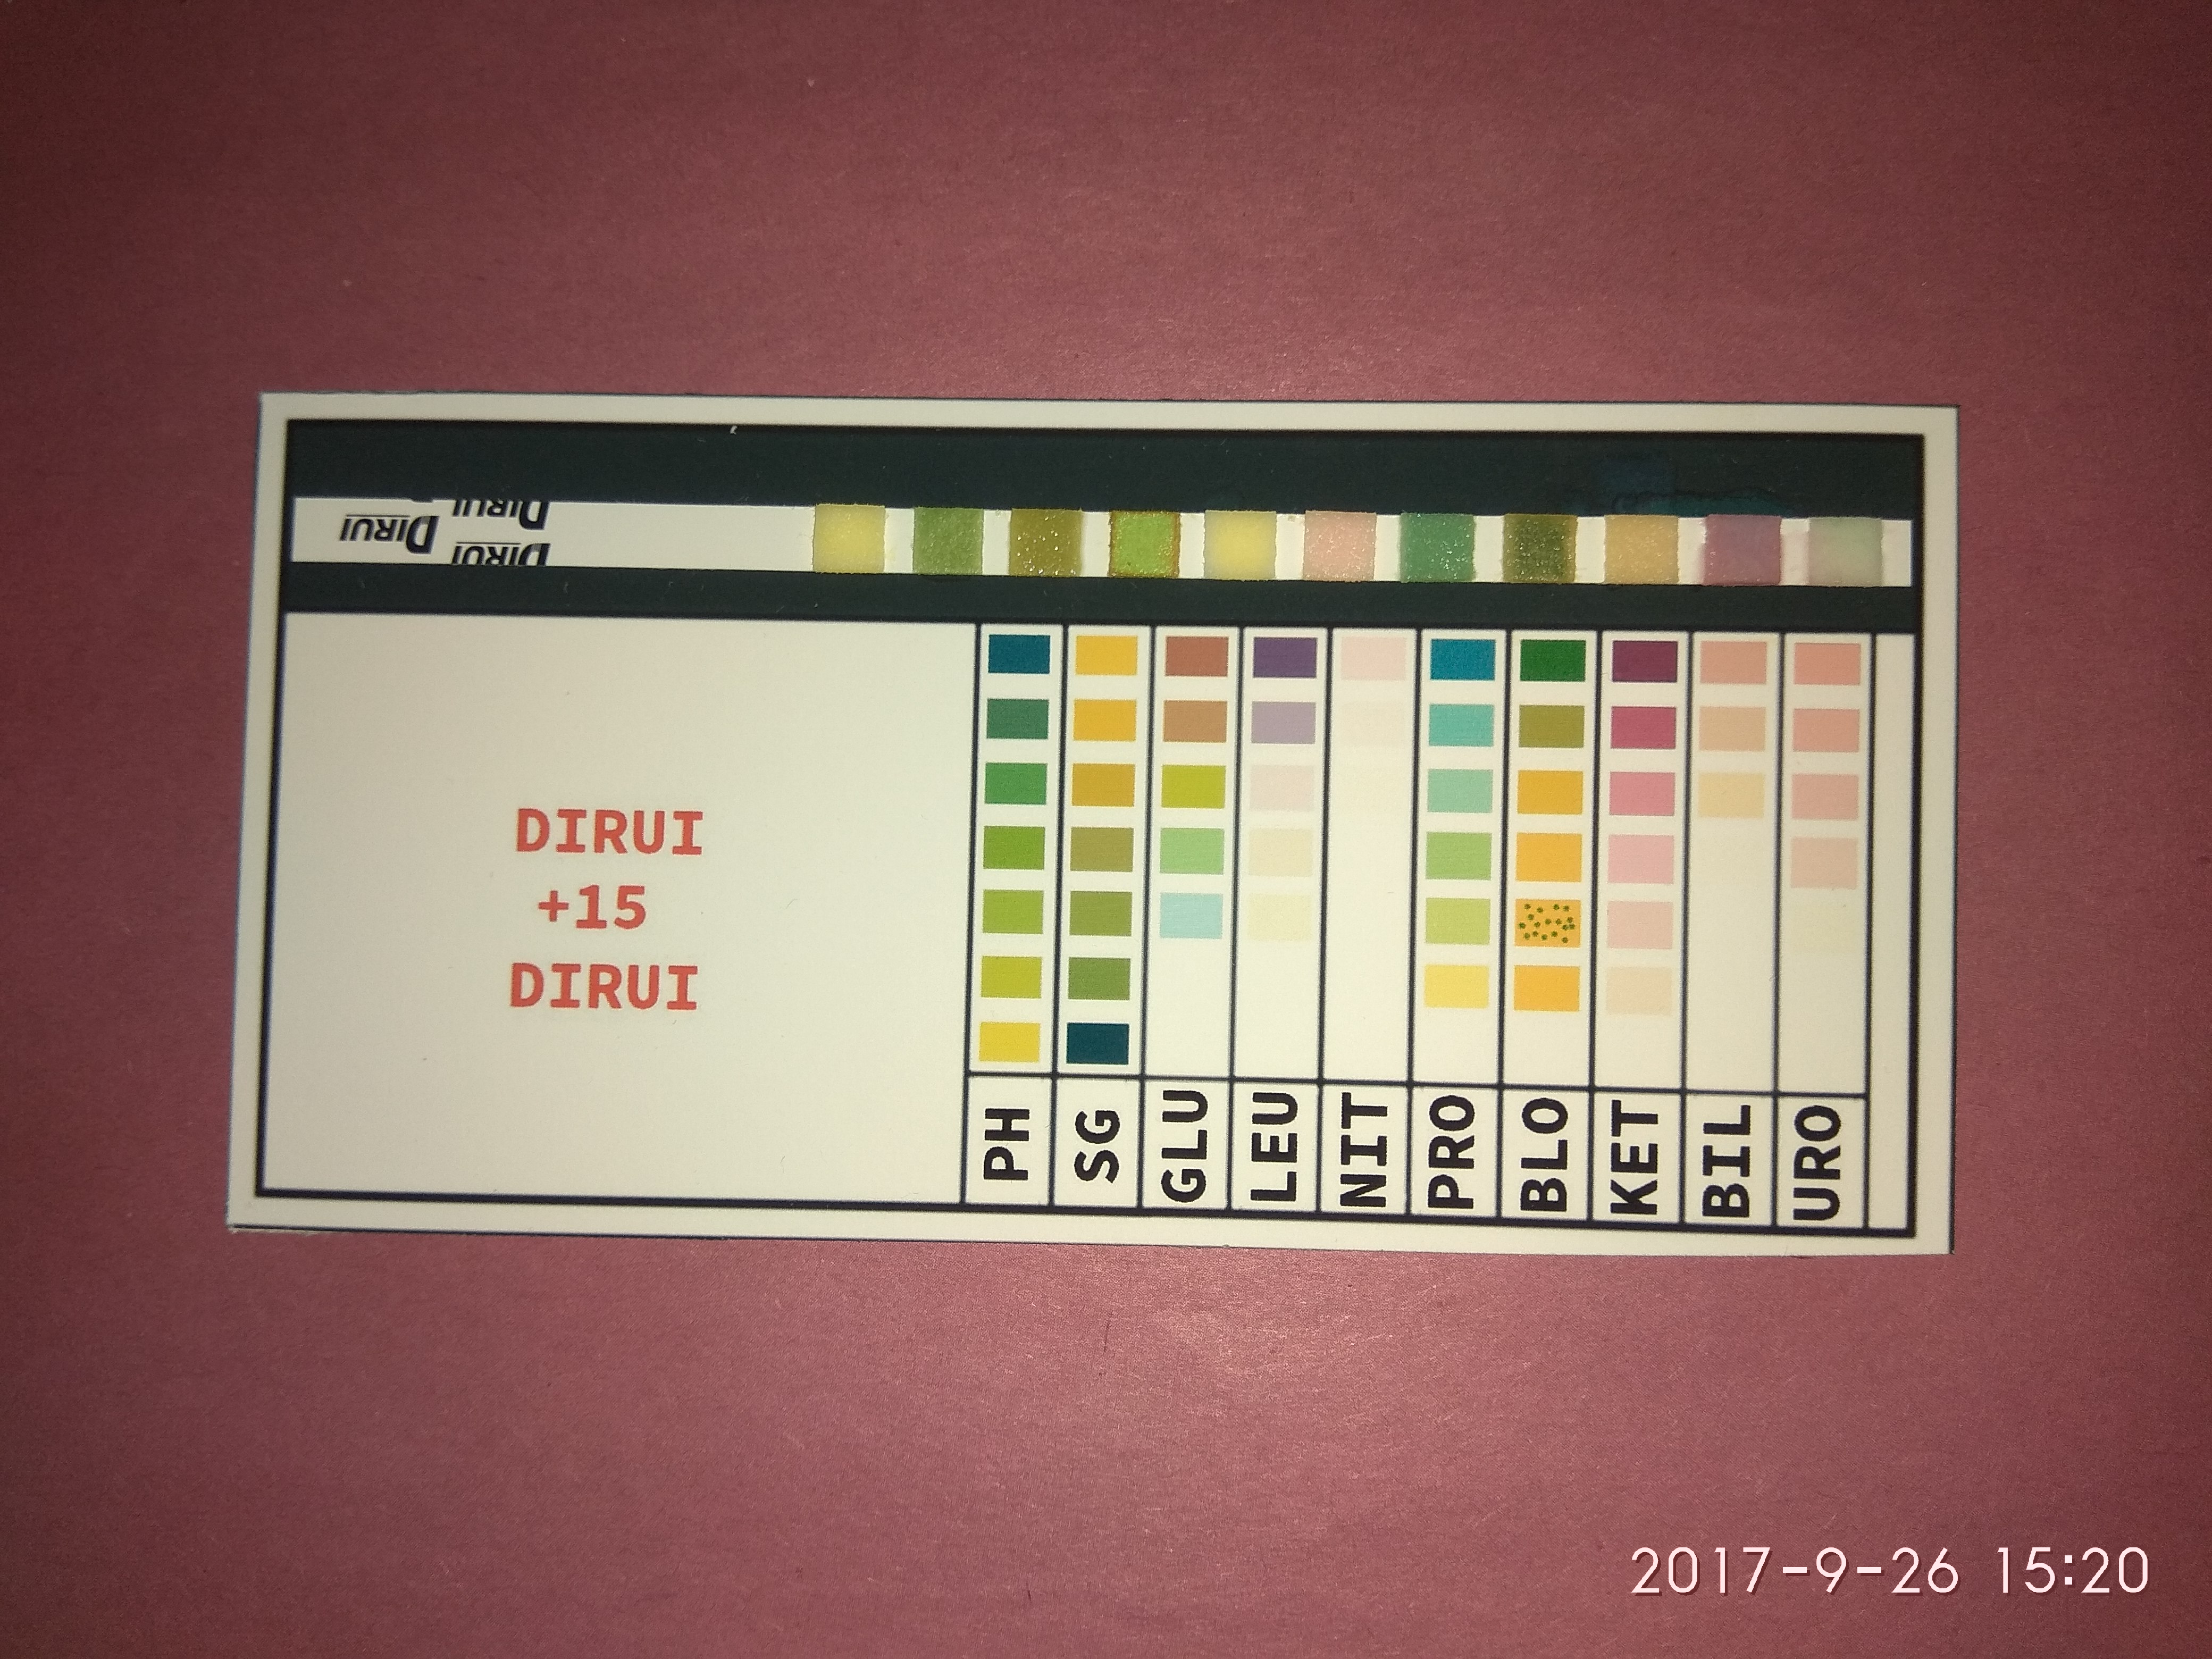 DIRUI
DIRUI
DIRUI
DIRUI
+15
DIRUI
PH
SG
GLU
LEU
NIT
PRO
BLO
KET
BIL
URO
2017-9-26 15:20